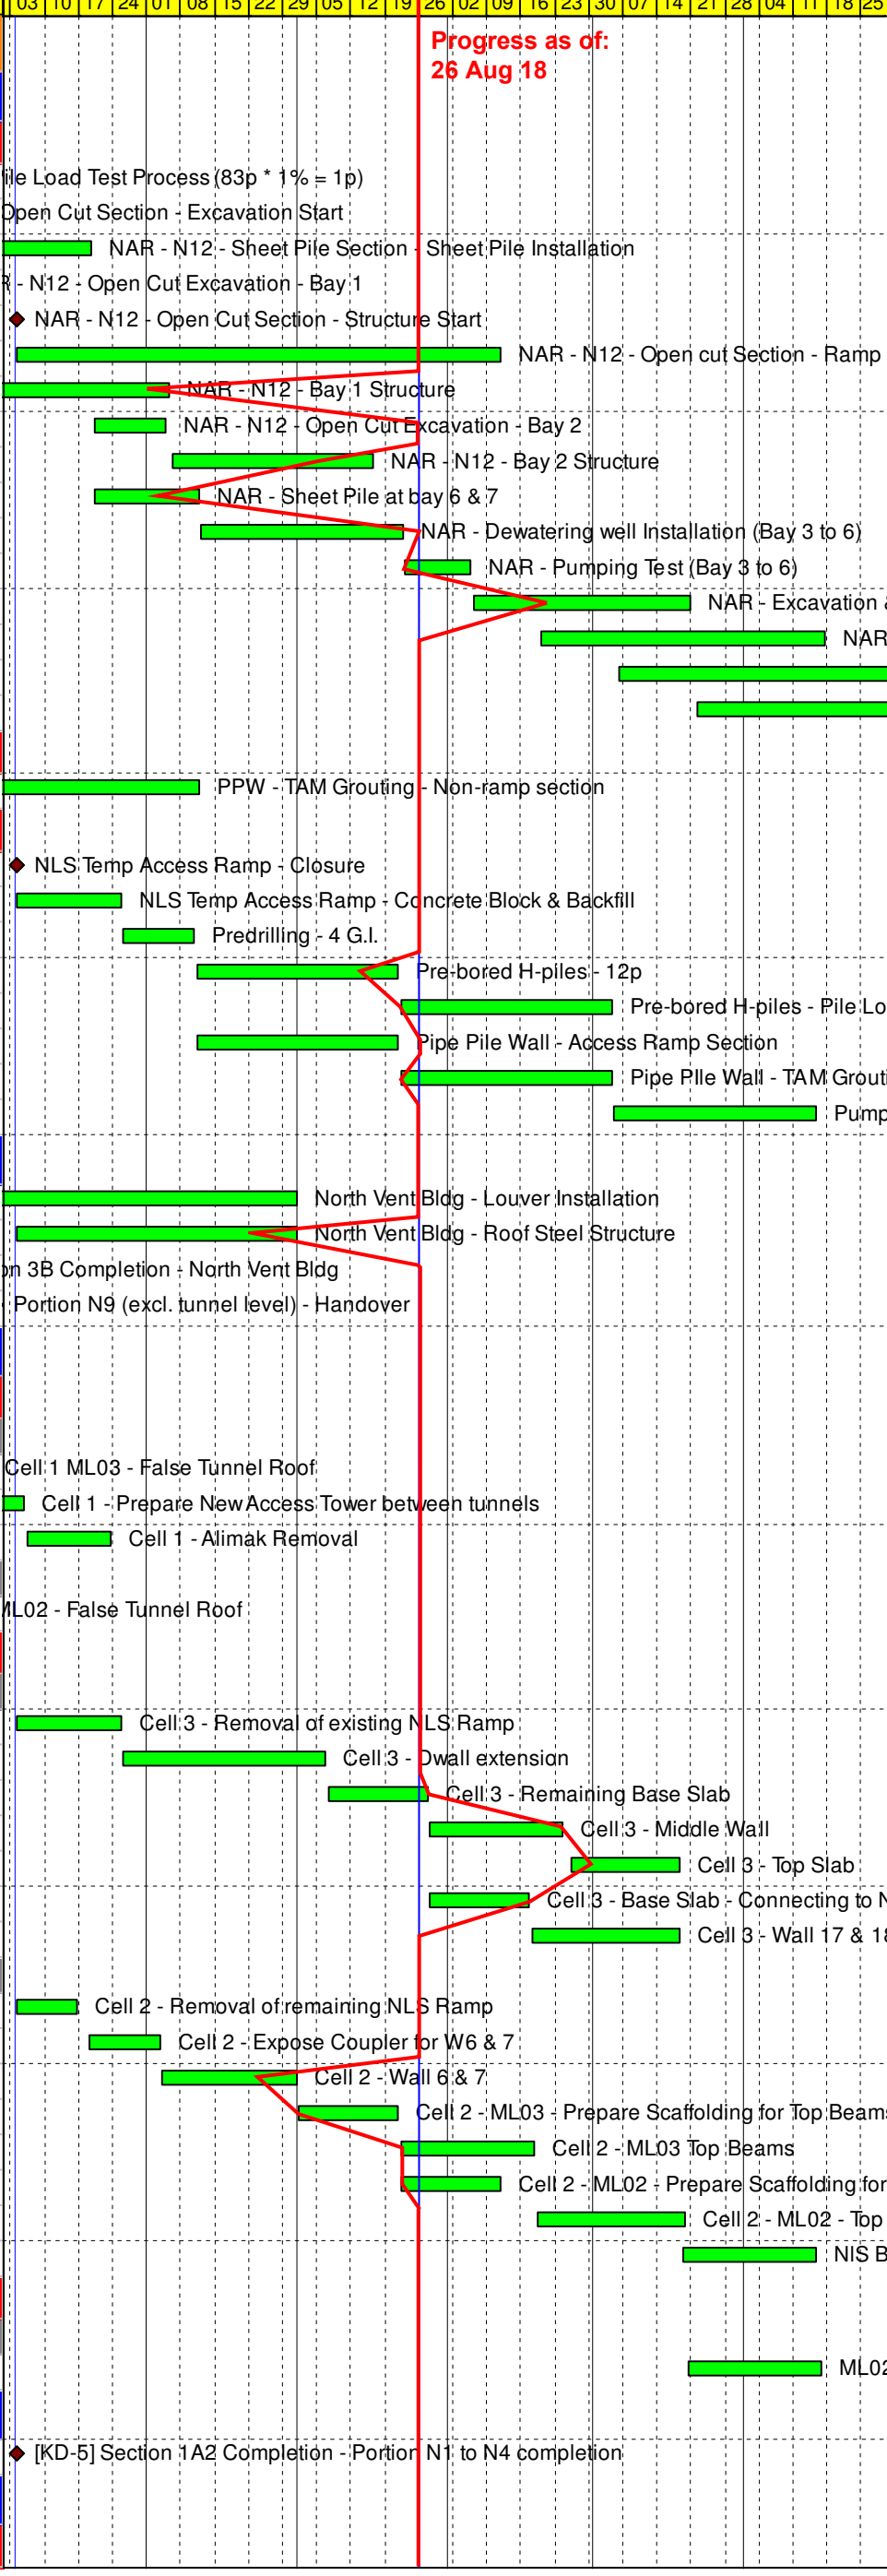 03 10 17 24 01 08 15 22 29 05 12 19 26 02 09 16 23 30 07 14 21 28 04 11 18 25
Progress as of:
26 Aug 18
ile Load Test Process (83p * 1% = 1p)
Open Cut Section - Excavation Start
NAR - N12 - Sheet Pile Section - Sheet Pile Installation
R - N12 - Open Cut Excavation - Bay 1
NAR - N12 - Open Cut Section - Structure Start
NAR - N12 - Open cut Section - Ramp
NAR - N12 - Bay 1 Structure
NAR - N12 - Open Cut Excavation - Bay 2
NAR - N12 - Bay 2 Structure
NAR - Sheet Pile at bay 6 & 7
NAR - Dewatering well Installation (Bay 3 to 6)
NAR - Pumping Test (Bay 3 to 6)
NAR - Excavation &
NAR
PPW - TAM Grouting - Non-ramp section
NLS Temp Access Ramp - Closure
NLS Temp Access Ramp - Concrete Block & Backfill
Predrilling - 4 G.I.
Pre-bored H-piles - 12p
Pre-bored H-piles - Pile Lo
Pipe Pile Wall - Access Ramp Section
Pipe PIle Wall - TAM Grouti
Pump
North Vent Bldg - Louver Installation
North Vent Bldg - Roof Steel Structure
on 3B Completion - North Vent Bldg
Portion N9 (excl. tunnel level) - Handover
Cell 1 ML03 - False Tunnel Roof
Cell 1 - Prepare New Access Tower between tunnels
Cell 1 - Alimak Removal
ML02 - False Tunnel Roof
Cell 3 - Removal of existing NLS Ramp
Cell 3 - Dwall extension
Cell 3 - Remaining Base Slab
Cell 3 - Middle Wall
Cell 3 - Top Slab
Cell 3 - Base Slab - Connecting to N
Cell 3 - Wall 17 & 18
Cell 2 - Removal of remaining NLS Ramp
Cell 2 - Expose Coupler for W6 & 7
Cell 2 - Wall 6 & 7
Cell 2 - ML03 - Prepare Scaffolding for Top Beams
Cell 2 - ML03 Top Beams
Cell 2 - ML02 - Prepare Scaffolding for
Cell 2 - ML02 - Top
NIS B
ML02
[KD-5] Section 1A2 Completion - Portion N1 to N4 completion